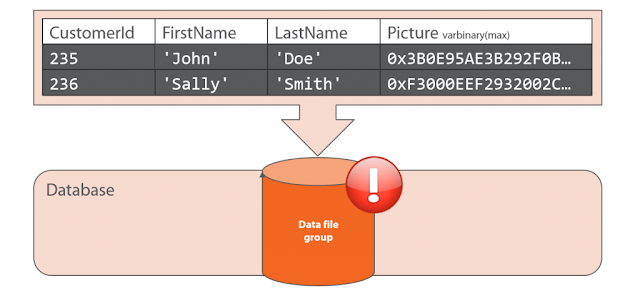 CustomerId FirstName LastName Picture varbinary(max)
235 'John' 'Doe' 0x3B0E95AE3B292F0B...
236 'Sally' 'Smith' 0xF3000EEF2932002C...
Database
Data file
group
!